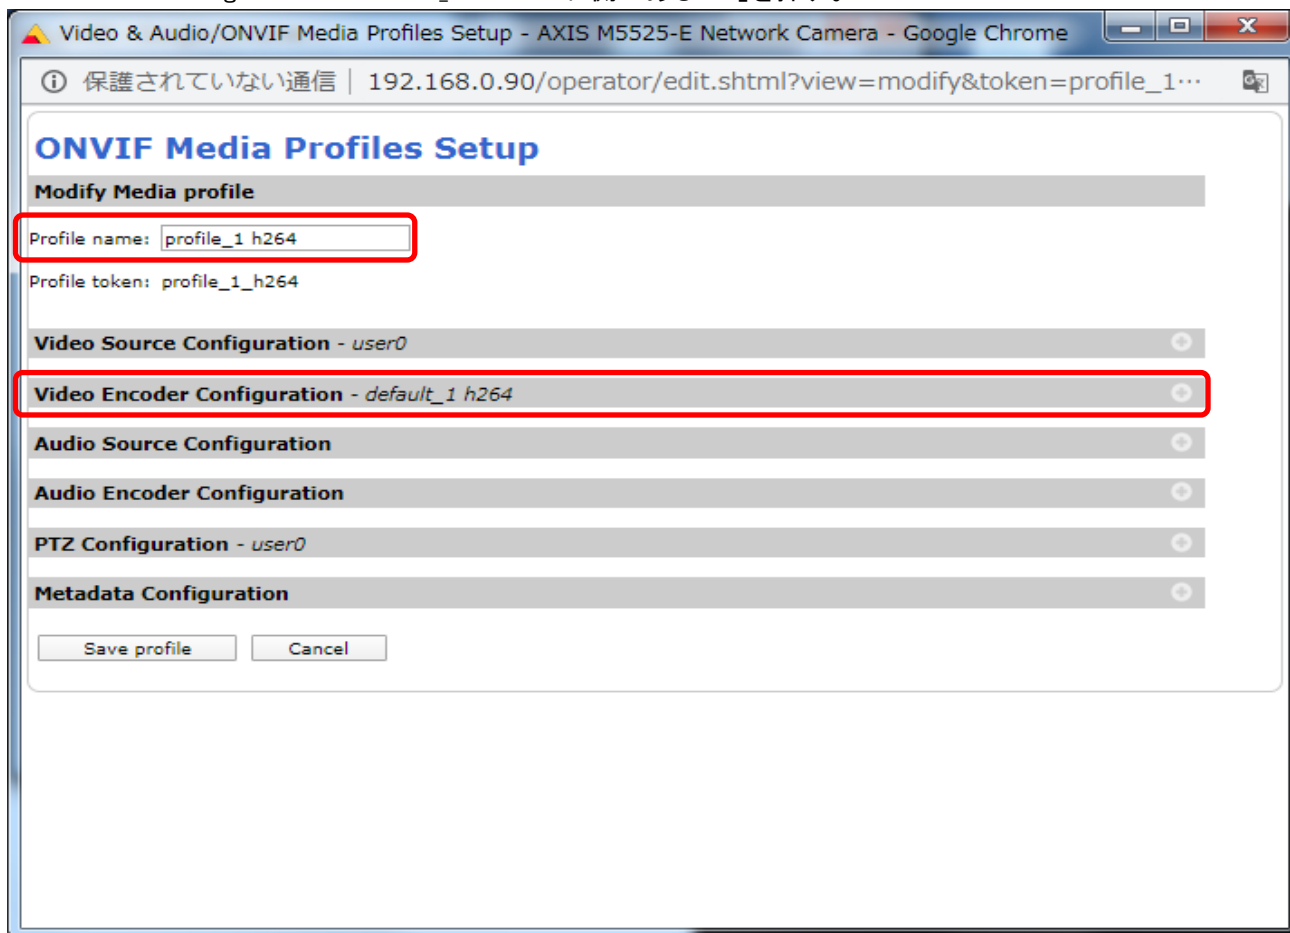 Video & Audio/ONVIF Media Profiles Setup - AXIS M5525-E Network Camera - Google Chrome
保護されていない通信 | 192.168.0.90/operator/edit.shtml?view=modify&token=profile_1…
ONVIF Media Profiles Setup
Modify Media profile
Profile name: profile_1 h264
Profile token: profile_1_h264
Video Source Configuration - user0
Video Encoder Configuration - default_1 h264
Audio Source Configuration
Audio Encoder Configuration
PTZ Configuration - user0
Metadata Configuration
Save profile Cancel